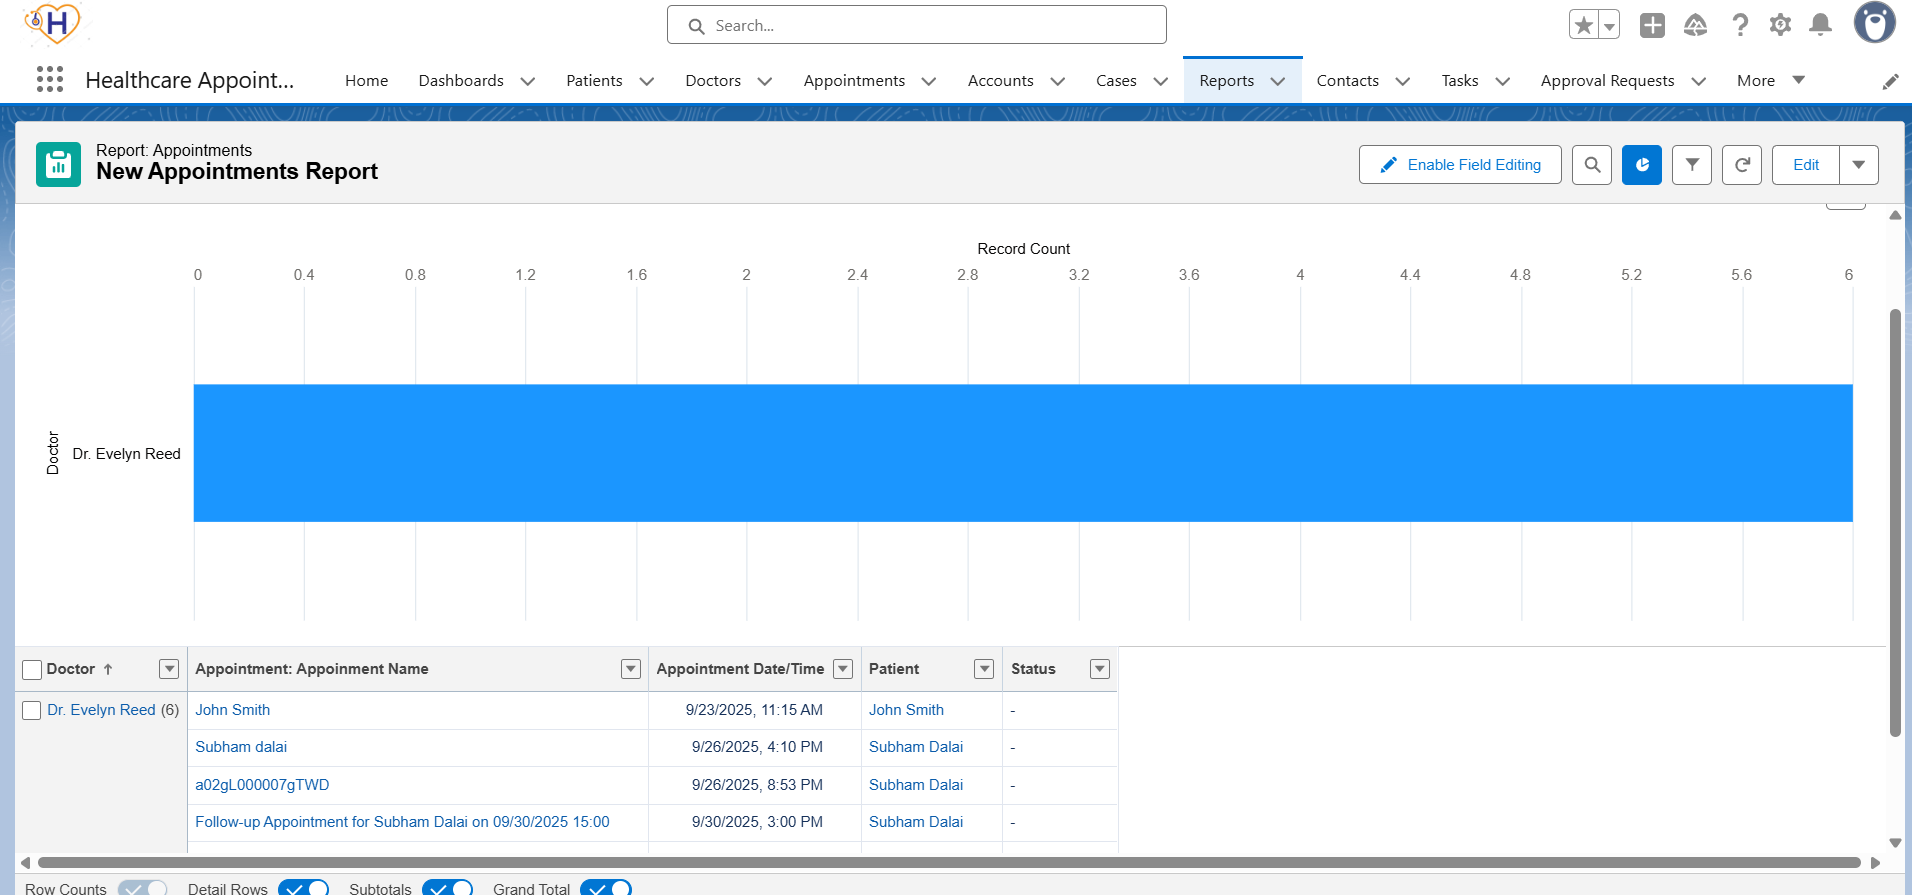 H
Search...
Healthcare Appoint...
Home
Dashboards
Patients
Doctors
Appointments
Accounts
Cases
Reports
Contacts
Tasks
Approval Requests
More
Report: Appointments
New Appointments Report
Enable Field Editing
Edit
Record Count
0 0.4 0.8 1.2 1.6 2 2.4 2.8 3.2 3.6 4 4.4 4.8 5.2 5.6 6
Doctor
Dr. Evelyn Reed
Doctor Appointment: Appoinment Name Appointment Date/Time Patient Status
Dr. Evelyn Reed (6) John Smith 9/23/2025, 11:15 AM John Smith -
Subham dalai 9/26/2025, 4:10 PM Subham Dalai -
a02gL000007gTWD 9/26/2025, 8:53 PM Subham Dalai -
Follow-up Appointment for Subham Dalai on 09/30/2025 15:00 9/30/2025, 3:00 PM Subham Dalai -
Row Counts Detail Rows Subtotals Grand Total